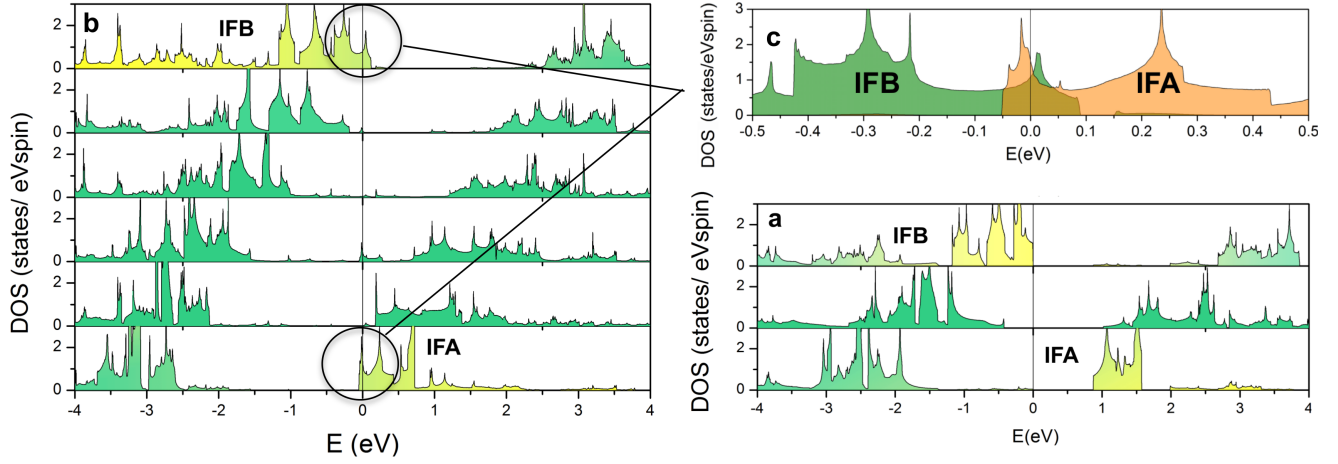 b
IFB
2
0
2
0
2
0
2
0
2
0
2
0
IFA
DOS (states/ eVspin)
-4 -3 -2 -1 0 1 2 3 4
E (eV)
c
3
2
1
0
IFB
IFA
DOS (states/eVspin)
-0.5 -0.4 -0.3 -0.2 -0.1 0.0 0.1 0.2 0.3 0.4 0.5
E(eV)
a
IFB
2
0
2
0
2
0
IFA
DOS (states/ eVspin)
-4 -3 -2 -1 0 1 2 3 4
E(eV)